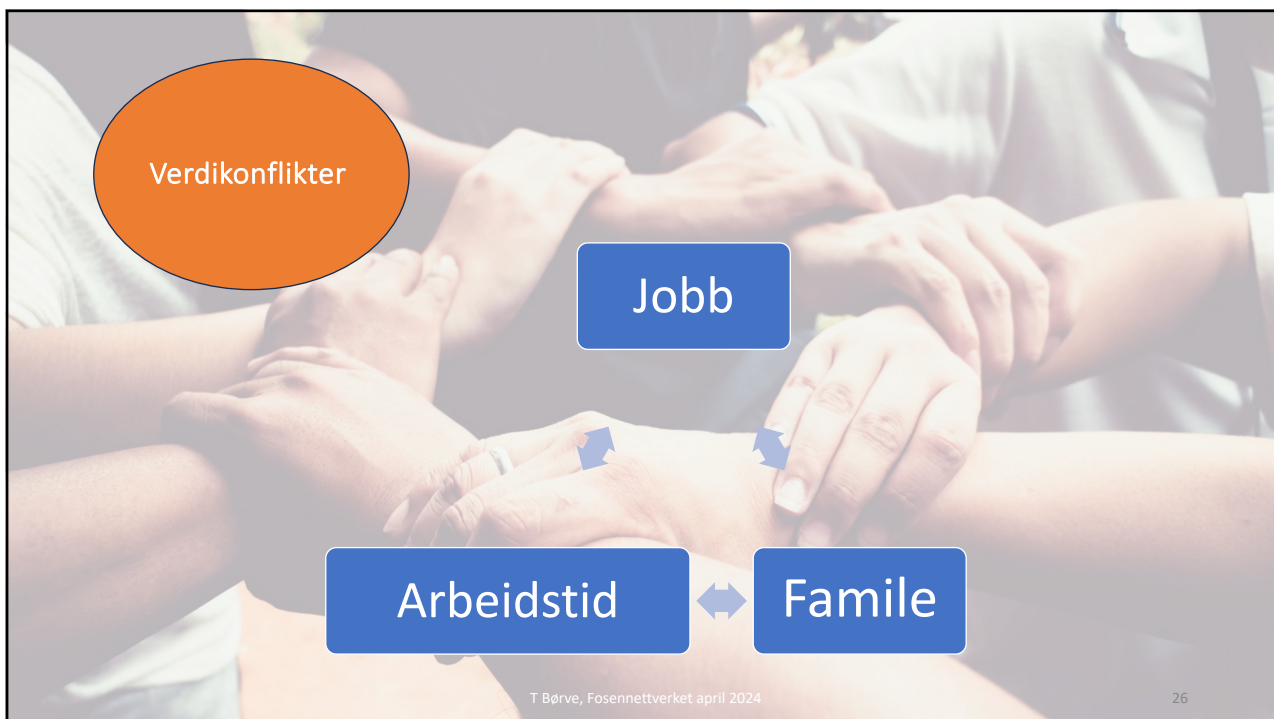 Verdikonflikter
Jobb
Arbeidstid
Famile
T Børve, Fosennettverket april 2024
26